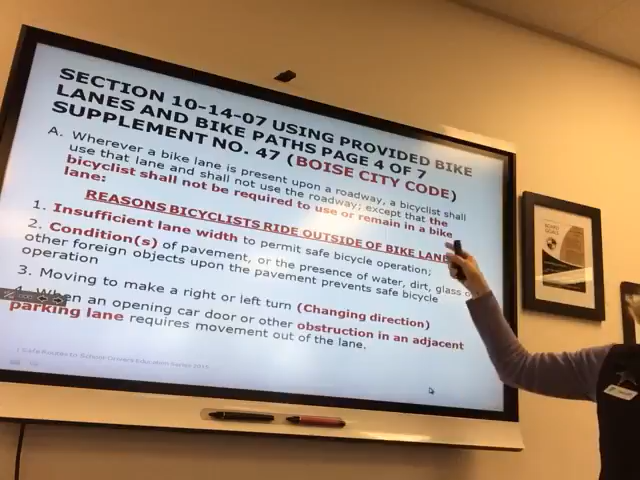 SECTION 10-14-07 USING PROVIDED BIKE
LANES AND BIKE PATHS PAGE 4 OF 7
SUPPLEMENT NO. 47 (BOISE CITY CODE)
A. Wherever a bike lane is present upon a roadway, a bicyclist shall
use that lane and shall not use the roadway; except that the
bicyclist shall not be required to use or remain in a bike
lane:
REASONS BICYCLISTS RIDE OUTSIDE OF BIKE LANE
1. Insufficient lane width to permit safe bicycle operation;
2. Condition(s) of pavement, or the presence of water, dirt, glass
other foreign objects upon the pavement prevents safe bicycle
operation
3. Moving to make a right or left turn (Changing direction)
an opening car door or other obstruction in an adjacent
parking lane requires movement out of the lane.